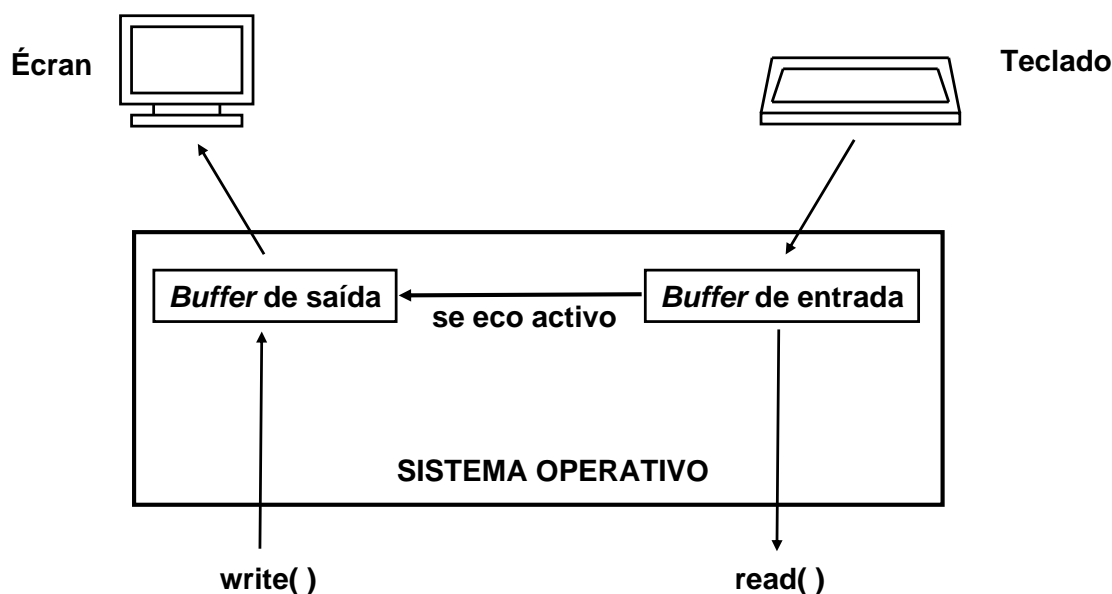 Écran
Teclado
Buffer de saída
Buffer de entrada
se eco activo
SISTEMA OPERATIVO
write( )
read( )